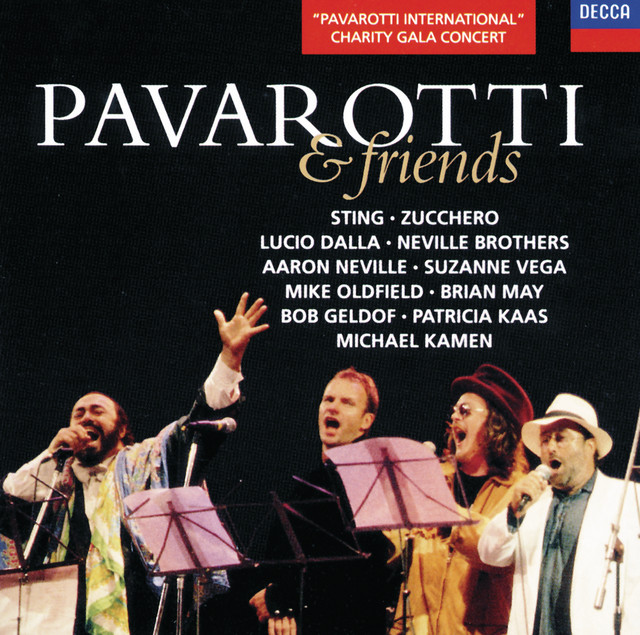 "PAVAROTTI INTERNATIONAL"
CHARITY GALA CONCERT
DECCA
PAVAROTTI
& friends
STING · ZUCCHERO
LUCIO DALLA · NEVILLE BROTHERS
AARON NEVILLE · SUZANNE VEGA
MIKE OLDFIELD · BRIAN MAY
BOB GELDOF · PATRICIA KAAS
MICHAEL KAMEN